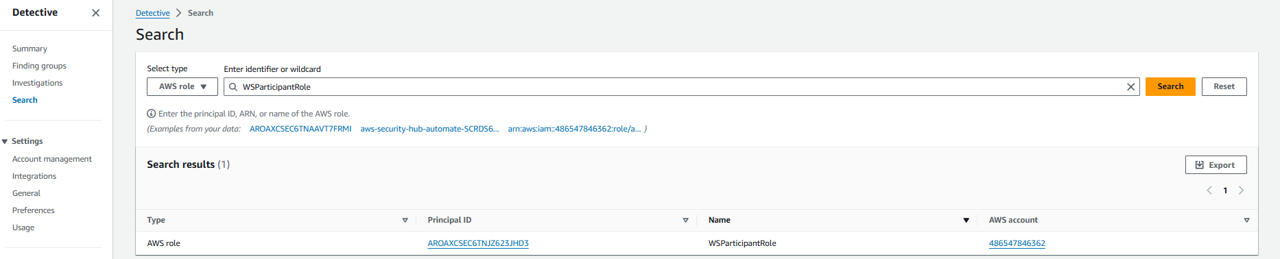 Detective
Summary
Finding groups
Investigations
Search
Settings
Account management
Integrations
General
Preferences
Usage
Detective > Search
Search
Select type
Enter identifier or wildcard
AWS role
WSParticipantRole
Search
Reset
Enter the principal ID, ARN, or name of the AWS role.
(Examples from your data: AROAXCSEC6TNAAVT7FRMI aws-security-hub-automate-SCRDS6... arn:aws:iam::486547846362:role/a... )
Search results (1)
Export
1
Type Principal ID Name AWS account
AWS role AROAXCSEC6TNJZ623JHD3 WSParticipantRole 486547846362